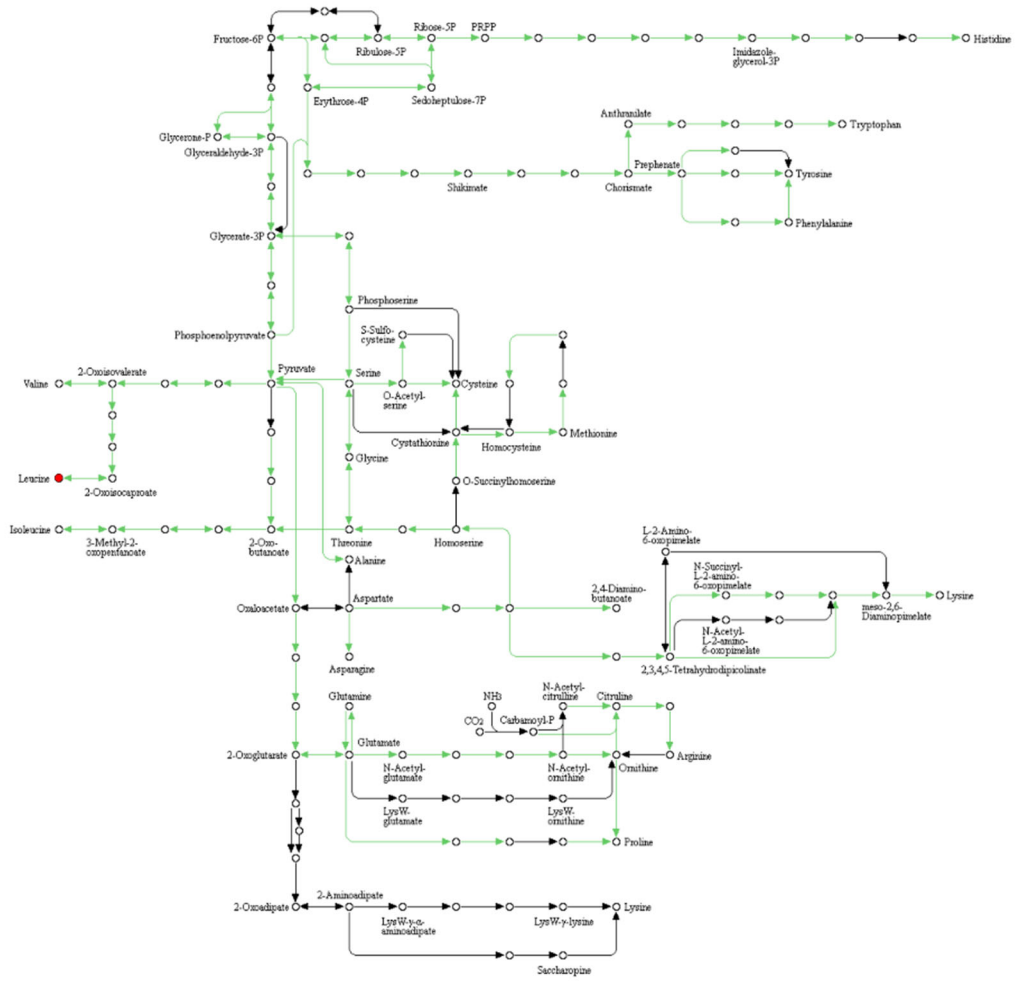 Ribose-5P
PRPP
Fructose-6P
Ribulose-5P
Imidazole-
glycerol-3P
Histidine
Erythrose-4P
Sedoheptulose-7P
Anthranilate
Tryptophan
Glycerone-P
Glyceraldehyde-3P
Prephenate
Shikimate
Chorismate
Tyrosine
Phenylalanine
Glycerate-3P
Phosphoserine
S-Sulfo-
cysteine
Phosphoenolpyruvate
2-Oxoisovalerate
Pyruvate
Serine
Valine
Cysteine
O-Acetyl-
serine
Cystathionine
Homocysteine
Methionine
Glycine
Leucine
2-Oxoisocaproate
O-Succinylhomoserine
Isoleucine
3-Methyl-2-
oxopentanoate
2-Oxo-
butanoate
Threonine
Homoserine
L-2-Amino-
6-oxopimelate
Alanine
N-Succinyl-
L-2-amino-
6-oxopimelate
2,4-Diamino-
butanoate
Aspartate
Oxaloacetate
meso-2,6-
Diaminopimelate
Lysine
N-Acetyl-
L-2-amino-
6-oxopimelate
Asparagine
2,3,4,5-Tetrahydrodipicolinate
Glutamine
NH3
N-Acetyl-
citrulline
Citruline
CO2
Carbamoyl-P
Glutamate
2-Oxoglutarate
N-Acetyl-
glutamate
N-Acetyl-
ornithine
Ornithine
Arginine
LysW-
glutamate
LysW-
ornithine
Proline
2-Aminoadipate
2-Oxoadipate
LysW-γ-α-
aminoadipate
LysW-γ-lysine
Lysine
Saccharopine